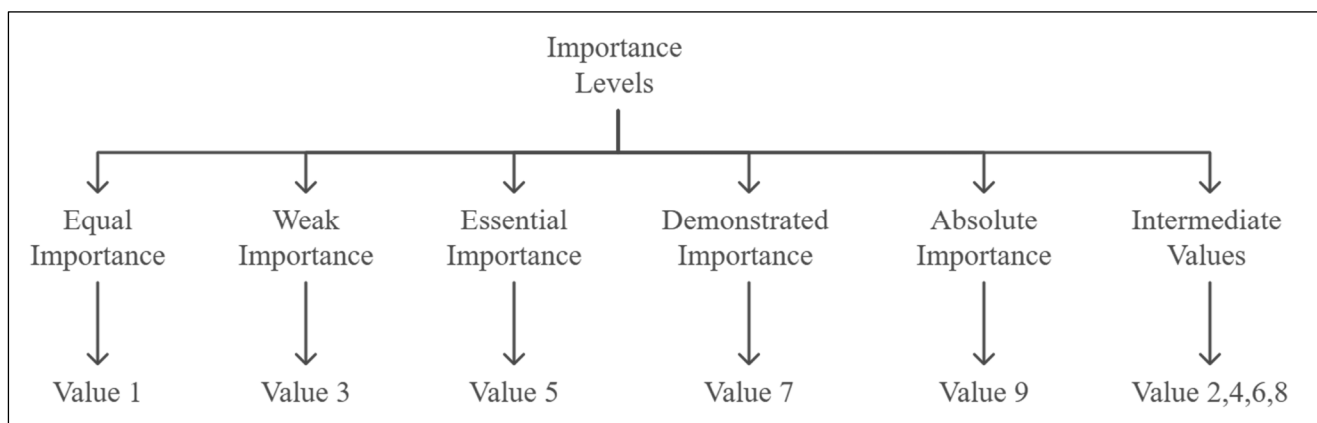 Importance
Levels
Equal
Importance
Weak
Importance
Essential
Importance
Demonstrated
Importance
Absolute
Importance
Intermediate
Values
Value 1
Value 3
Value 5
Value 7
Value 9
Value 2,4,6,8